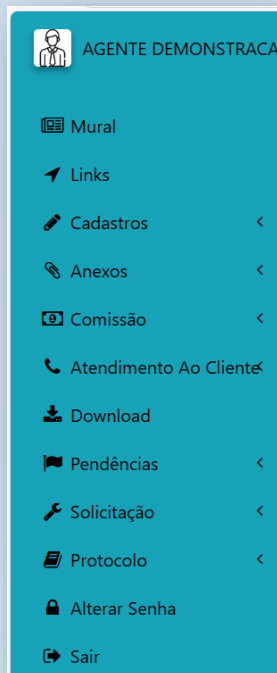 AGENTE DEMONSTRACA
Mural
Links
Cadastros
Anexos
Comissão
Atendimento Ao Cliente
Download
Pendências
Solicitação
Protocolo
Alterar Senha
Sair